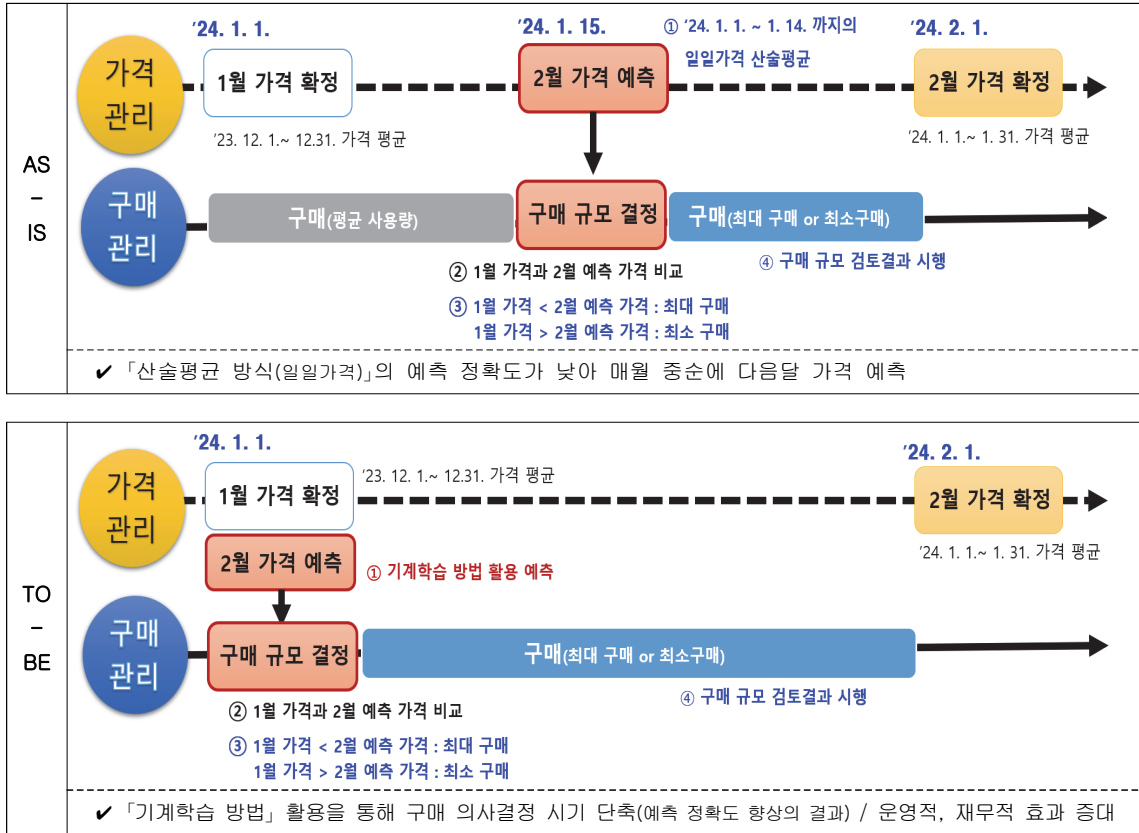 AS
–
IS
가격
관리
'24. 1. 1.
1월 가격 확정
'23. 12. 1.~ 12.31. 가격 평균
'24. 1. 15.
2월 가격 예측
① '24. 1. 1. ~ 1. 14. 까지의
일일가격 산술평균
'24. 2. 1.
2월 가격 확정
'24. 1. 1.~ 1. 31. 가격 평균
구매
관리
구매(평균 사용량)
구매 규모 결정
구매(최대 구매 or 최소구매)
④ 구매 규모 검토결과 시행
② 1월 가격과 2월 예측 가격 비교
③ 1월 가격 < 2월 예측 가격 : 최대 구매
1월 가격 > 2월 예측 가격 : 최소 구매
✔ 「산술평균 방식(일일가격)」의 예측 정확도가 낮아 매월 중순에 다음달 가격 예측
TO
–
BE
가격
관리
'24. 1. 1.
1월 가격 확정
'23. 12. 1.~ 12.31. 가격 평균
'24. 2. 1.
2월 가격 확정
'24. 1. 1.~ 1. 31. 가격 평균
2월 가격 예측
① 기계학습 방법 활용 예측
구매
관리
구매 규모 결정
구매(최대 구매 or 최소구매)
④ 구매 규모 검토결과 시행
② 1월 가격과 2월 예측 가격 비교
③ 1월 가격 < 2월 예측 가격 : 최대 구매
1월 가격 > 2월 예측 가격 : 최소 구매
✔ 「기계학습 방법」 활용을 통해 구매 의사결정 시기 단축(예측 정확도 향상의 결과) / 운영적, 재무적 효과 증대